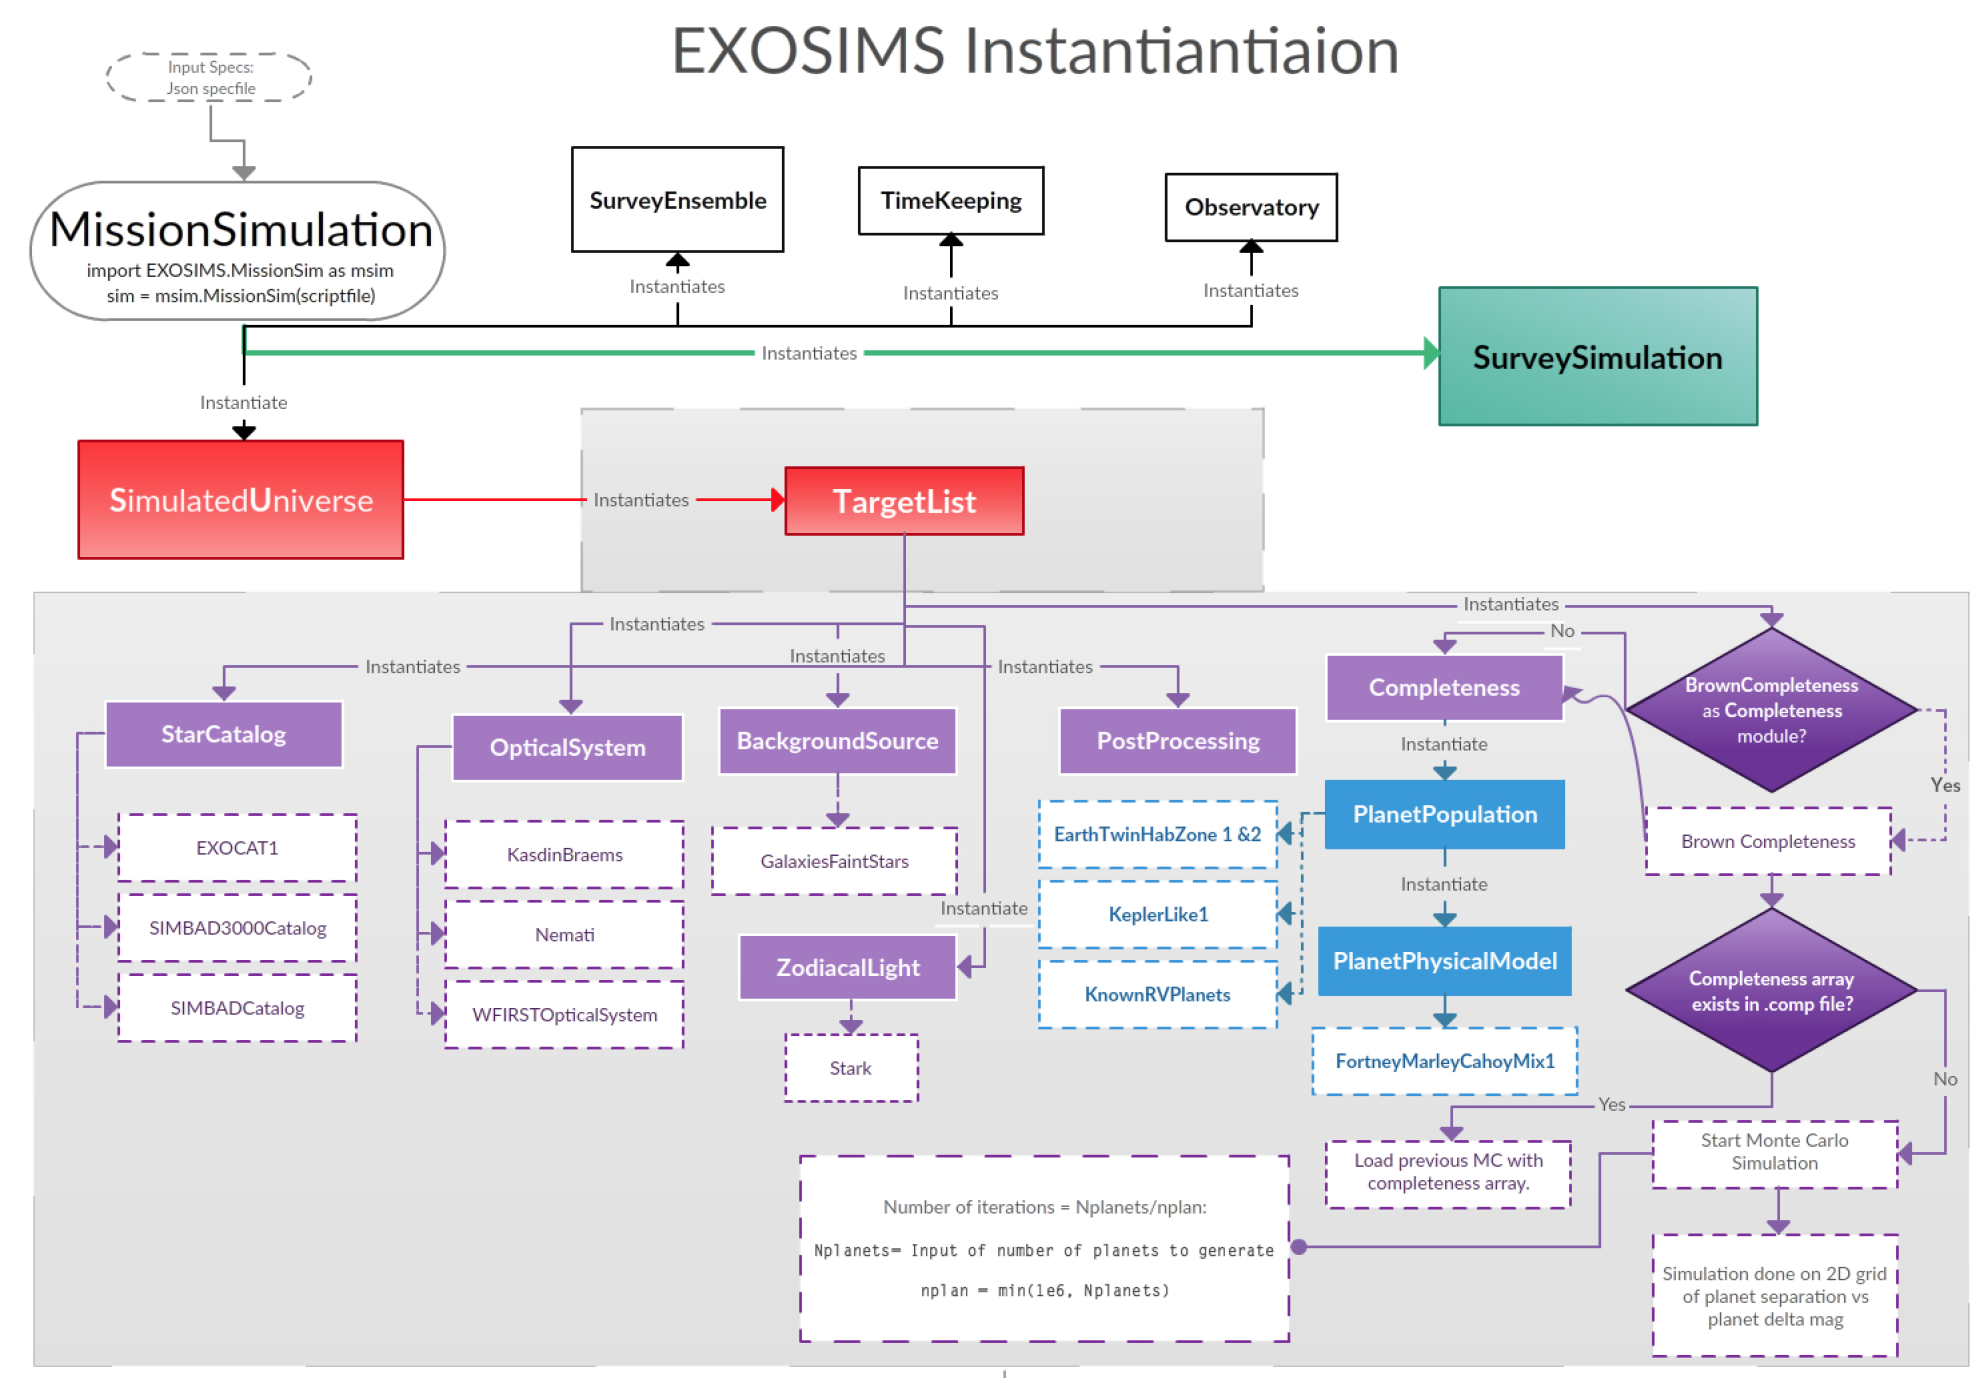 EXOSIMS Instantiantiaion
Input Specs:
Json specfile
MissionSimulation
import EXOSIMS.MissionSim as msim
sim = msim.MissionSim(scriptfile)
SurveyEnsemble
TimeKeeping
Observatory
Instantiates
Instantiates
Instantiates
Instantiates
SurveySimulation
Instantiate
SimulatedUniverse
Instantiates
TargetList
Instantiates
Instantiates
Instantiates
Instantiates
Instantiates
No
StarCatalog
OpticalSystem
BackgroundSource
PostProcessing
Completeness
BrownCompleteness
as Completeness
module?
Instantiate
Yes
EXOCAT1
SIMBAD3000Catalog
SIMBADCatalog
KasdinBraems
Nemati
WFIRSTOpticalSystem
GalaxiesFaintStars
Instantiate
ZodiacalLight
Stark
EarthTwinHabZone 1 &2
KeplerLike1
KnownRVPlanets
PlanetPopulation
Instantiate
PlanetPhysicalModel
FortneyMarleyCahoyMix1
Brown Completeness
Completeness array
exists in .comp file?
No
Yes
Load previous MC with
completeness array.
Start Monte Carlo
Simulation
Number of iterations = Nplanets/nplan:
Nplanets= Input of number of planets to generate
nplan = min(1e6, Nplanets)
Simulation done on 2D grid
of planet separation vs
planet delta mag